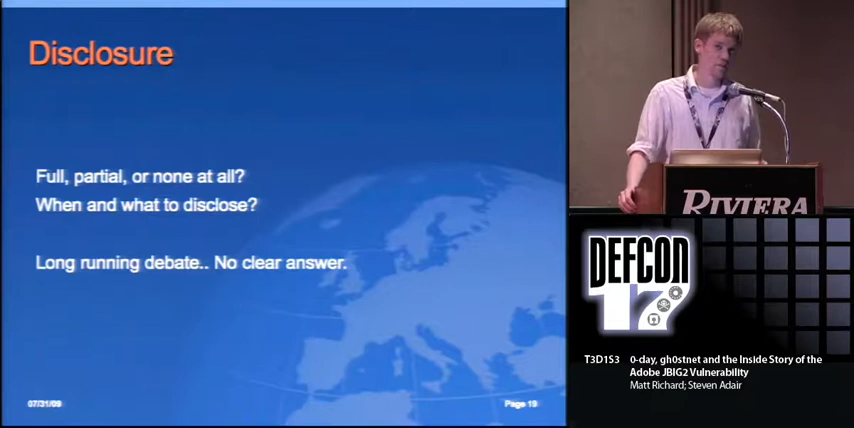 Disclosure
Full, partial, or none at all?
When and what to disclose?
Long running debate.. No clear answer.
07/31/09
Page 19
RIVIERA
DEFCON
17
T3D1S3 0-day, gh0stnet and the Inside Story of the
Adobe JBIG2 Vulnerability
Matt Richard; Steven Adair